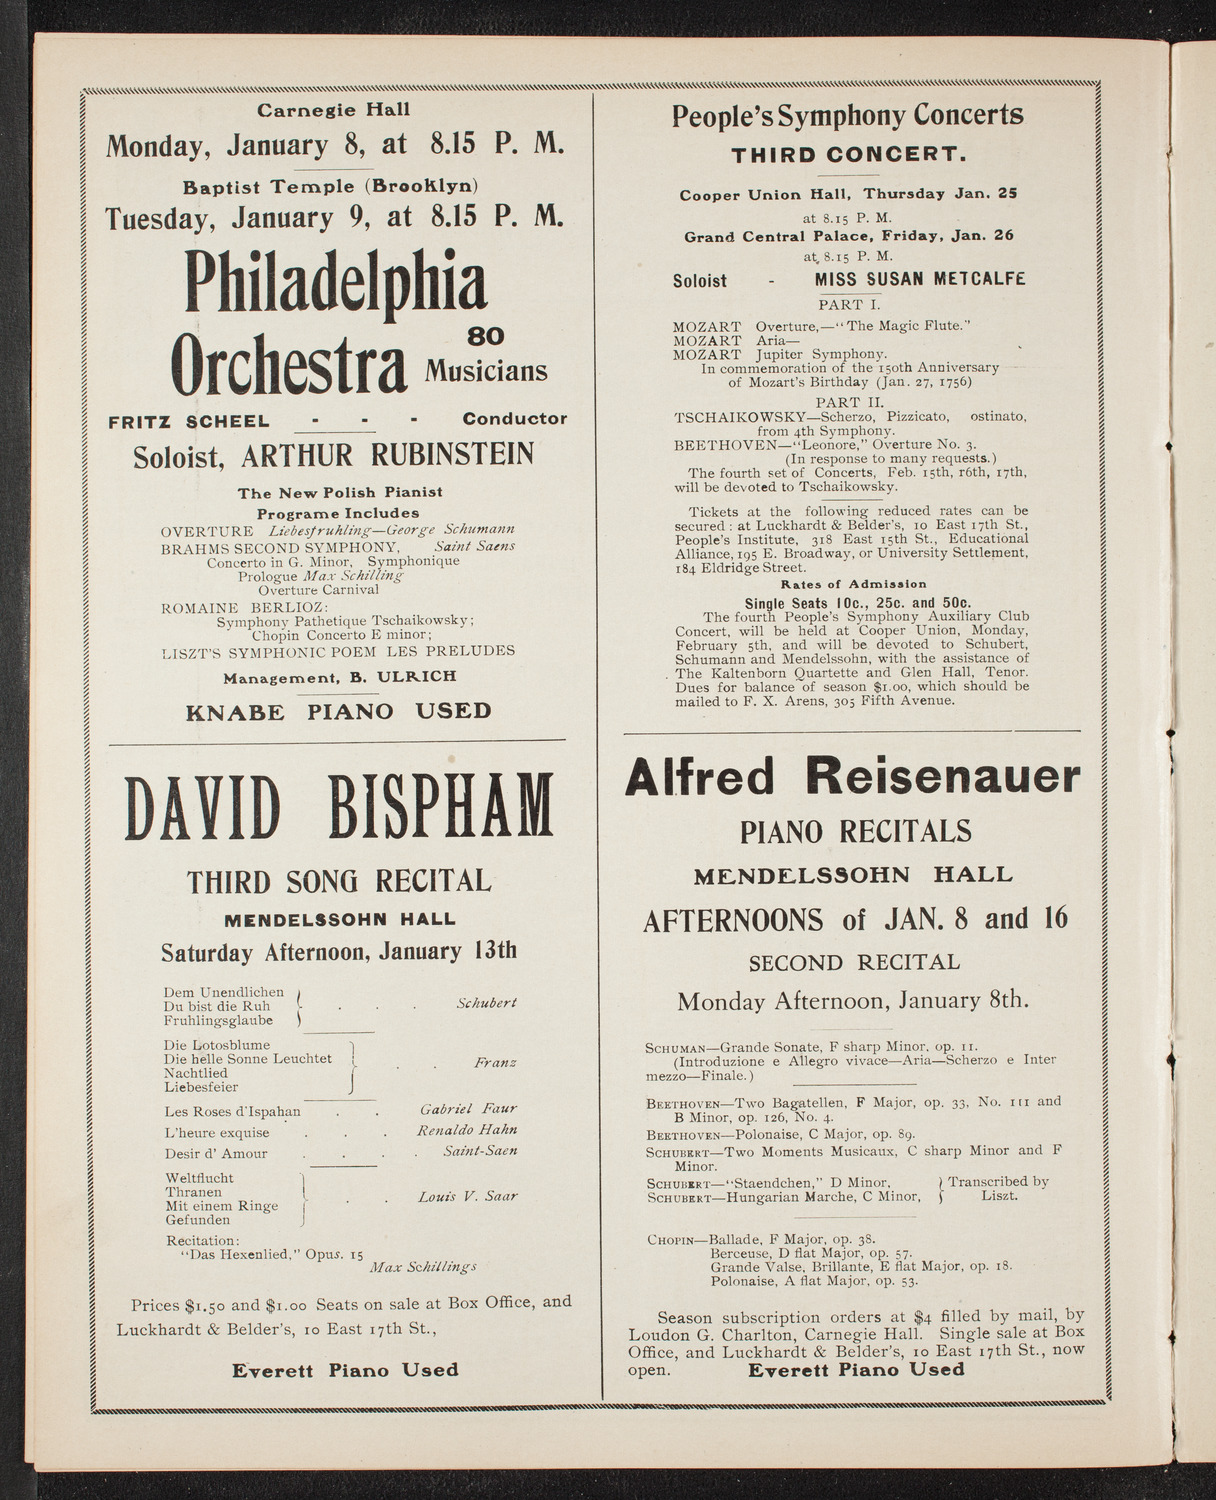 Carnegie Hall
Monday, January 8, at 8.15 P. M.
Baptist Temple (Brooklyn)
Tuesday, January 9, at 8.15 P. M.
Philadelphia
Orchestra 80
Musicians
FRITZ SCHEEL - - - Conductor
Soloist, ARTHUR RUBINSTEIN
The New Polish Pianist
Programe Includes
OVERTURE Liebesfruhling—George Schumann
BRAHMS SECOND SYMPHONY, Saint Saens
Concerto in G. Minor, Symphonique
Prologue Max Schilling
Overture Carnival
ROMAINE BERLIOZ:
Symphony Pathetique Tschaikowsky;
Chopin Concerto E minor;
LISZT'S SYMPHONIC POEM LES PRELUDES
Management, B. ULRICH
KNABE PIANO USED
DAVID BISPHAM
THIRD SONG RECITAL
MENDELSSOHN HALL
Saturday Afternoon, January 13th
Dem Unendlichen
Du bist die Ruh . . . Schubert
Fruhlingsglaube
Die Lotosblume
Die helle Sonne Leuchtet . . Franz
Nachtlied
Liebesfeier
Les Roses d'Ispahan . . Gabriel Faur
L'heure exquise . . . Renaldo Hahn
Desir d' Amour . . . . Saint-Saen
Weltflucht
Thranen . . Louis V. Saar
Mit einem Ringe
Gefunden
Recitation:
"Das Hexenlied," Opus. 15
Max Schillings
Prices $1.50 and $1.00 Seats on sale at Box Office, and
Luckhardt & Belder's, 10 East 17th St.,
Everett Piano Used
People's Symphony Concerts
THIRD CONCERT.
Cooper Union Hall, Thursday Jan. 25
at 8.15 P. M.
Grand Central Palace, Friday, Jan. 26
at 8.15 P. M.
Soloist - MISS SUSAN METCALFE
PART I.
MOZART Overture,—"The Magic Flute."
MOZART Aria—
MOZART Jupiter Symphony.
In commemoration of the 150th Anniversary
of Mozart's Birthday (Jan. 27, 1756)
PART II.
TSCHAIKOWSKY—Scherzo, Pizzicato, ostinato,
from 4th Symphony.
BEETHOVEN—"Leonore," Overture No. 3.
(In response to many requests.)
The fourth set of Concerts, Feb. 15th, r6th, 17th,
will be devoted to Tschaikowsky.
Tickets at the following reduced rates can be
secured: at Luckhardt & Belder's, 10 East 17th St.,
People's Institute, 318 East 15th St., Educational
Alliance, 195 E. Broadway, or University Settlement,
184 Eldridge Street.
Rates of Admission
Single Seats 10c., 25c. and 50c.
The fourth People's Symphony Auxiliary Club
Concert, will be held at Cooper Union, Monday,
February 5th, and will be devoted to Schubert,
Schumann and Mendelssohn, with the assistance of
The Kaltenborn Quartette and Glen Hall, Tenor.
Dues for balance of season $1.00, which should be
mailed to F. X. Arens, 305 Fifth Avenue.
Alfred Reisenauer
PIANO RECITALS
MENDELSSOHN HALL
AFTERNOONS of JAN. 8 and 16
SECOND RECITAL
Monday Afternoon, January 8th.
SCHUMAN—Grande Sonate, F sharp Minor, op. 11.
(Introduzione e Allegro vivace—Aria—Scherzo e Inter
mezzo—Finale.)
BEETHOVEN—Two Bagatellen, F Major, op. 33, No. III and
B Minor, op. 126, No. 4.
BEETHOVEN—Polonaise, C Major, op. 89.
SCHUBERT—Two Moments Musicaux, C sharp Minor and F
Minor.
SCHUBERT—"Staendchen," D Minor, Transcribed by
SCHUBERT—Hungarian Marche, C Minor, Liszt.
CHOPIN—Ballade, F Major, op. 38.
Berceuse, D flat Major, op. 57.
Grande Valse, Brillante, E flat Major, op. 18.
Polonaise, A flat Major, op. 53.
Season subscription orders at $4 filled by mail, by
Loudon G. Charlton, Carnegie Hall. Single sale at Box
Office, and Luckhardt & Belder's, 10 East 17th St., now
open. Everett Piano Used